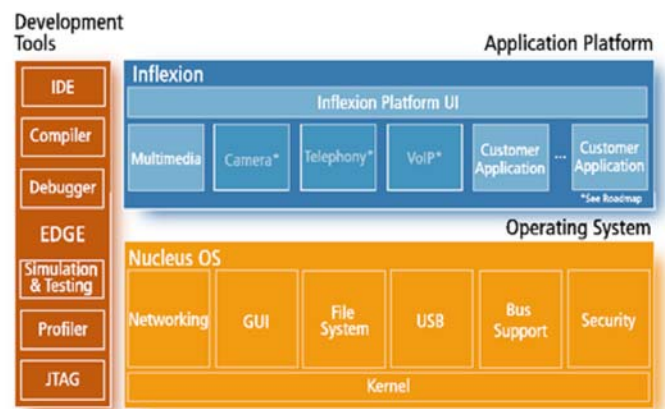 Development
Tools
Application Platform
IDE
Compiler
Debugger
EDGE
Simulation
& Testing
Profiler
JTAG
Inflexion
Inflexion Platform UI
Multimedia
Camera*
Telephony*
VoIP*
Customer
Application
...
Customer
Application
*See Roadmap
Operating System
Nucleus OS
Networking
GUI
File
System
USB
Bus
Support
Security
Kernel